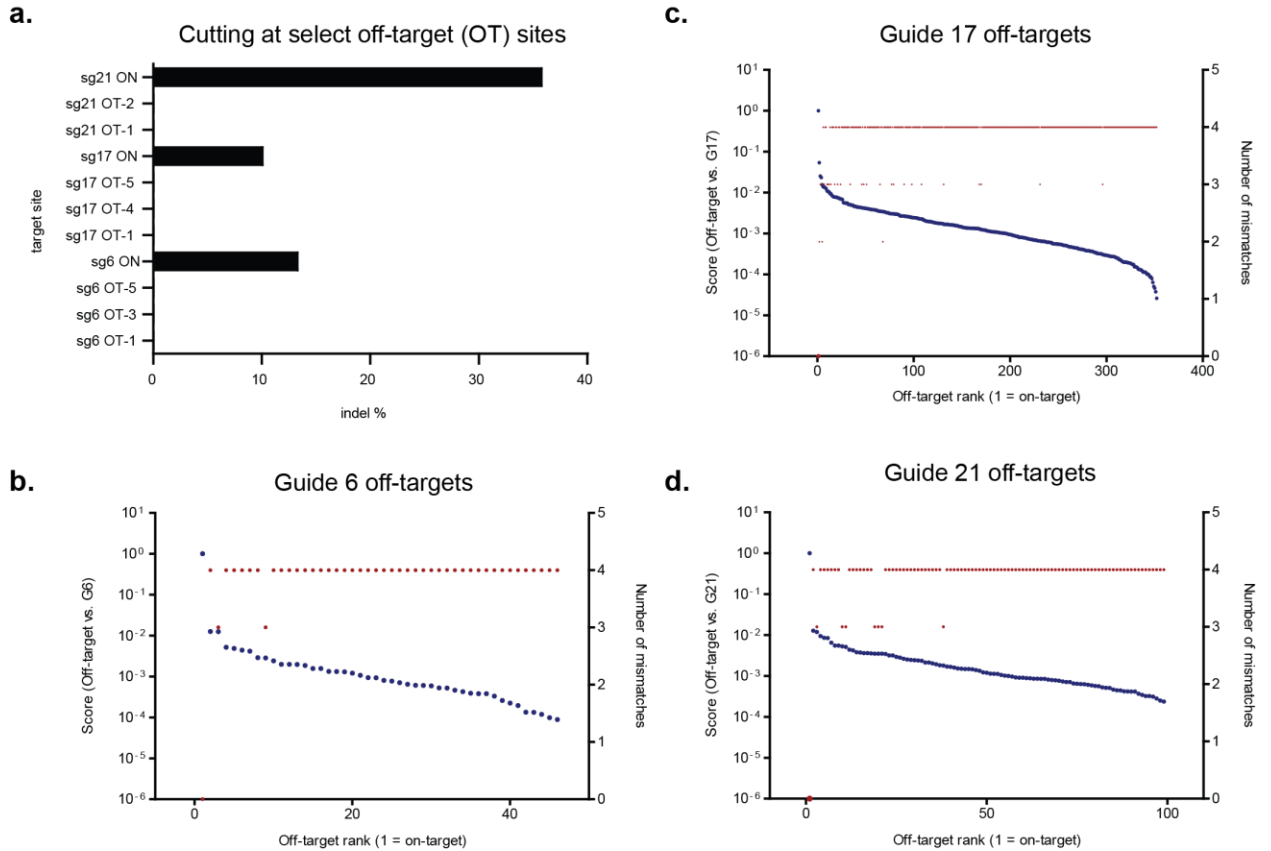 a.
Cutting at select off-target (OT) sites
target site
sg21 ON
sg21 OT-2
sg21 OT-1
sg17 ON
sg17 OT-5
sg17 OT-4
sg17 OT-1
sg6 ON
sg6 OT-5
sg6 OT-3
sg6 OT-1
0 10 20 30 40
indel %
b.
Guide 6 off-targets
Score (Off-target vs. G6)
10¹
10⁰
10⁻¹
10⁻²
10⁻³
10⁻⁴
10⁻⁵
10⁻⁶
5
4
3
2
1
0
Number of mismatches
0 20 40
Off-target rank (1 = on-target)
c.
Guide 17 off-targets
Score (Off-target vs. G17)
10¹
10⁰
10⁻¹
10⁻²
10⁻³
10⁻⁴
10⁻⁵
10⁻⁶
5
4
3
2
1
0
Number of mismatches
0 100 200 300 400
Off-target rank (1 = on-target)
d.
Guide 21 off-targets
Score (Off-target vs. G21)
10¹
10⁰
10⁻¹
10⁻²
10⁻³
10⁻⁴
10⁻⁵
10⁻⁶
5
4
3
2
1
0
Number of mismatches
0 50 100
Off-target rank (1 = on-target)